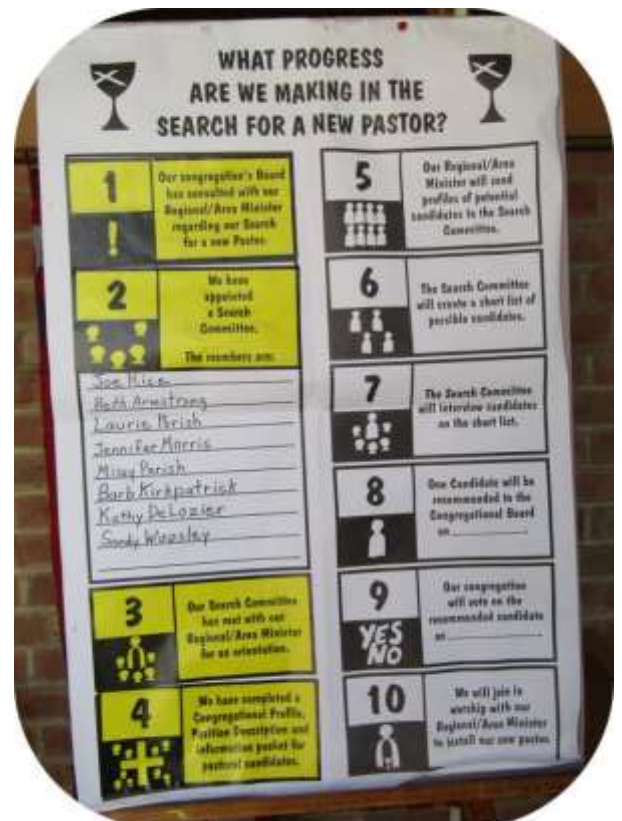 WHAT PROGRESS
ARE WE MAKING IN THE
SEARCH FOR A NEW PASTOR?
1
Our congregation's Board
has consulted with our
Regional/Area Minister
regarding our Search
for a new Pastor.
2
We have
appointed
a Search
Committee.
The members are:
Joe Rice
Beth Armstrong
Laurie Parish
Jennifer Morris
Missy Parish
Barb Kirkpatrick
Kathy DeLozier
Sandy
3
Our Search Committee
has met with our
Regional/Area Minister
for an orientation.
4
We have completed a
Congregational Profile,
Position Description and
information packet for
pastoral candidates.
5
Our Regional/Area
Minister will send
profiles of potential
candidates to the Search
Committee.
6
The Search Committee
will create a short list of
possible candidates.
7
The Search Committee
will interview candidates
on the short list.
8
One Candidate will be
recommended to the
Congregational Board
on
9
YES
NO
Our congregation
will vote on the
recommended candidate
on
10
We will join in
worship with our
Regional/Area Minister
to install our new pastor.